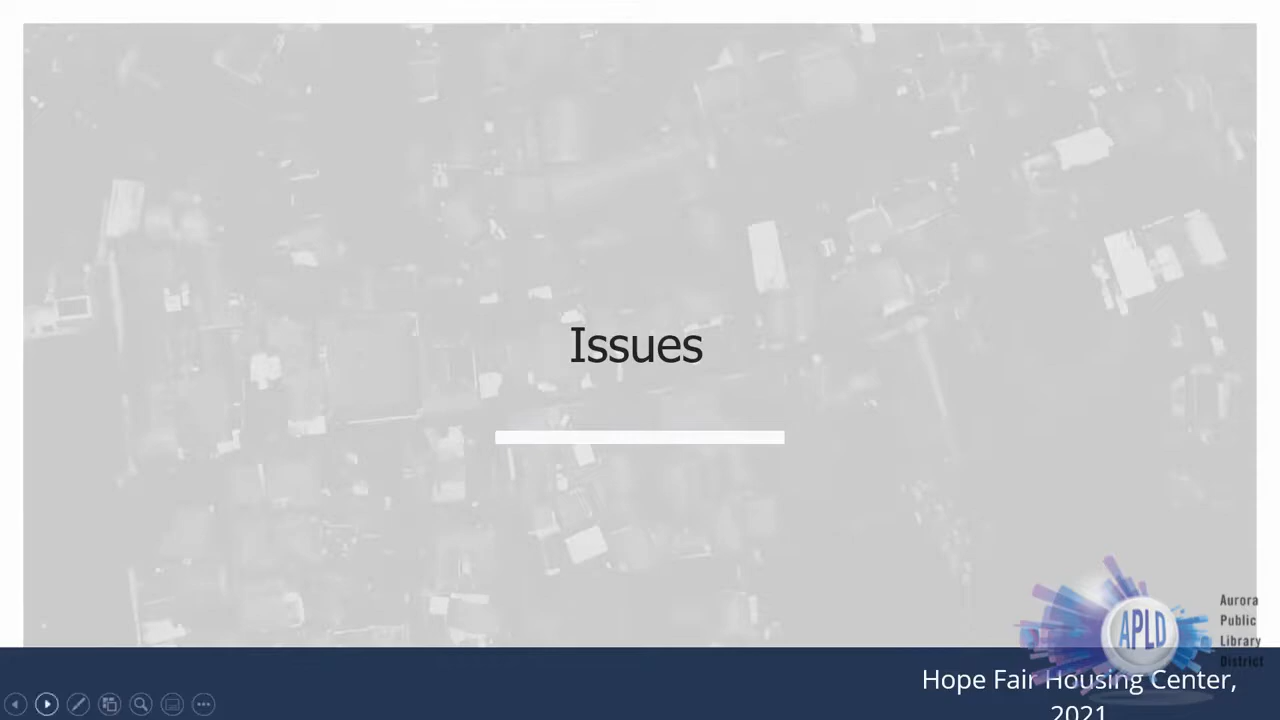 Issues
APLD
Aurora
Public
Library
District
Hope Fair Housing Center,
2021